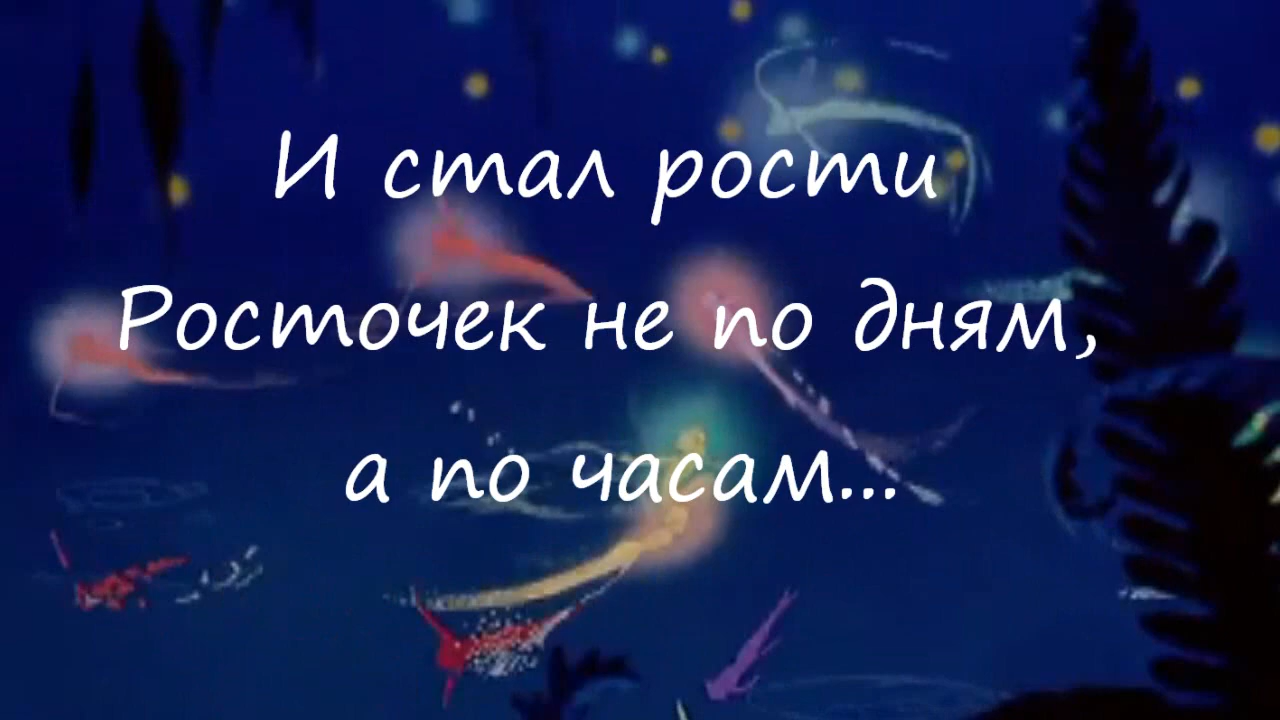 И стал рости
Росточек не по дням,
а по часам...